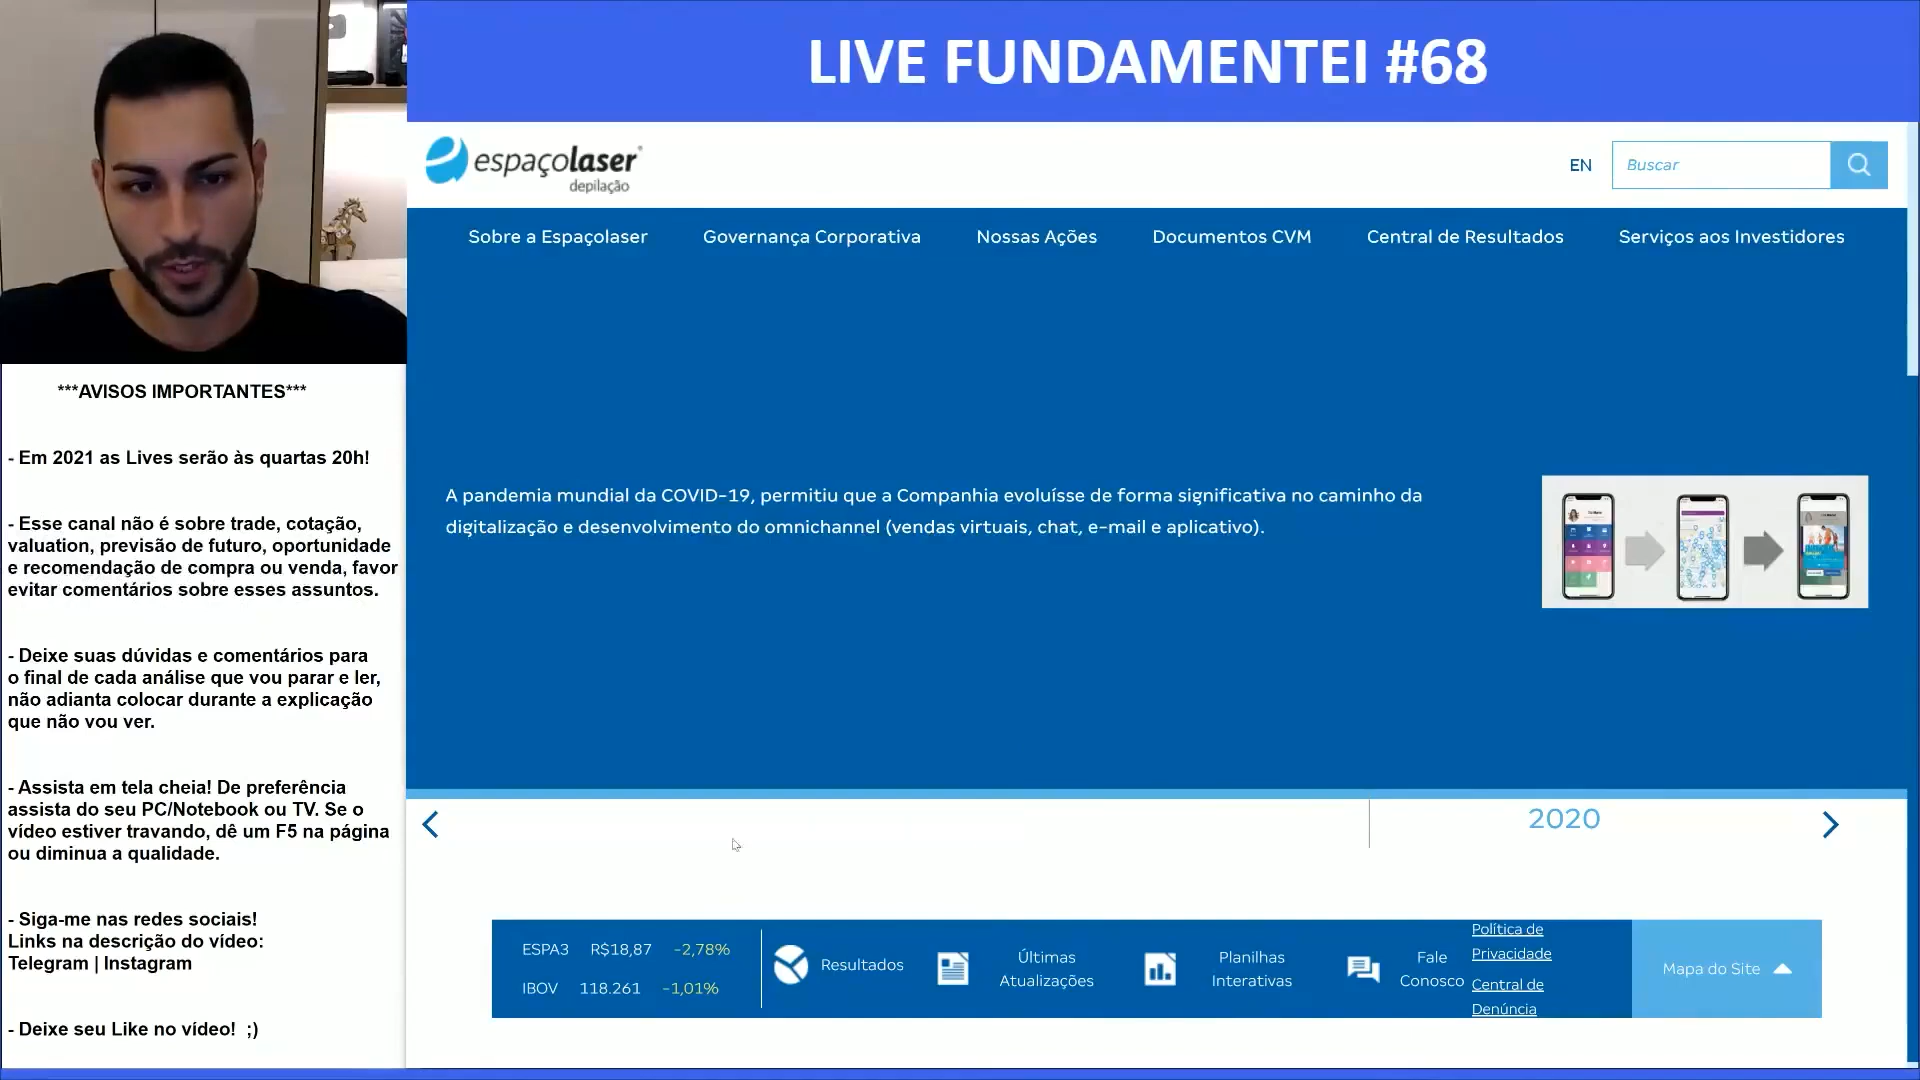 LIVE FUNDAMENTEI #68
espaçolaser
depilação
EN
Buscar
Sobre a Espaçolaser
Governança Corporativa
Nossas Ações
Documentos CVM
Central de Resultados
Serviços aos Investidores
A pandemia mundial da COVID-19, permitiu que a Companhia evoluísse de forma significativa no caminho da
digitalização e desenvolvimento do omnichannel (vendas virtuais, chat, e-mail e aplicativo).
2020
ESPA3 R$18,87 -2,78%
IBOV 118.261 -1,01%
Resultados
Últimas
Atualizações
Planilhas
Interativas
Fale
Conosco
Política de
Privacidade
Central de
Denúncia
Mapa do Site
***AVISOS IMPORTANTES***
- Em 2021 as Lives serão às quartas 20h!
- Esse canal não é sobre trade, cotação,
valuation, previsão de futuro, oportunidade
e recomendação de compra ou venda, favor
evitar comentários sobre esses assuntos.
- Deixe suas dúvidas e comentários para
o final de cada análise que vou parar e ler,
não adianta colocar durante a explicação
que não vou ver.
- Assista em tela cheia! De preferência
assista do seu PC/Notebook ou TV. Se o
vídeo estiver travando, dê um F5 na página
ou diminua a qualidade.
- Siga-me nas redes sociais!
Links na descrição do vídeo:
Telegram | Instagram
- Deixe seu Like no vídeo! ;)